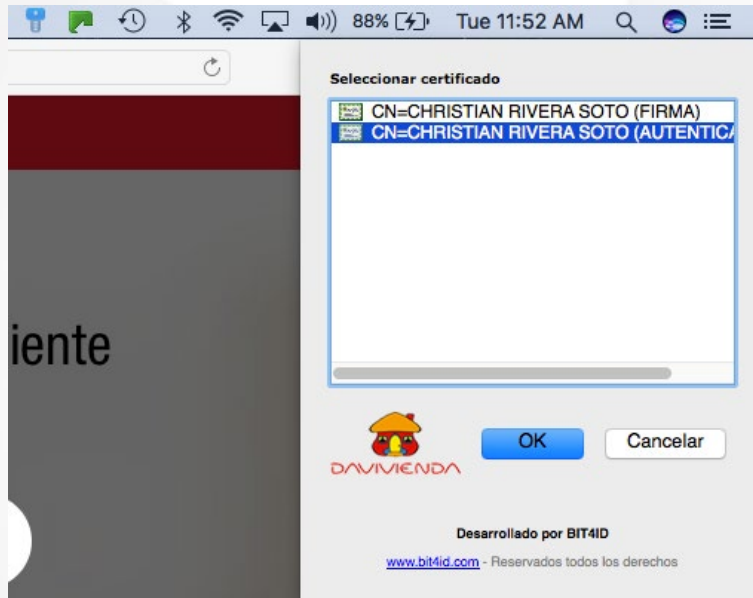 88% Tue 11:52 AM
Seleccionar certificado
CN=CHRISTIAN RIVERA SOTO (FIRMA)
CN=CHRISTIAN RIVERA SOTO (AUTENTICA
iente
OK Cancelar
DAVIVIENDA
Desarrollado por BIT4ID
www.bit4id.com - Reservados todos los derechos